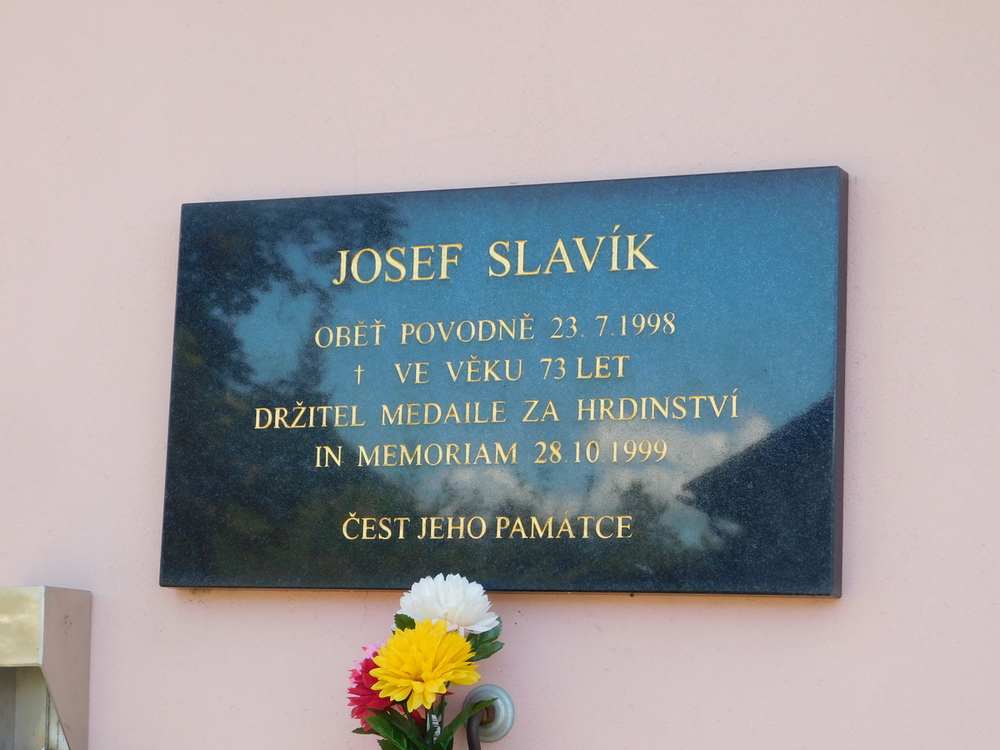 JOSEF SLAVÍK
OBĚŤ POVODNĚ 23. 7.1998
† VE VĚKU 73 LET
DRŽITEL MEDAILE ZA HRDINSTVÍ
IN MEMORIAM 28.10 1999
ČEST JEHO PAMÁTCE